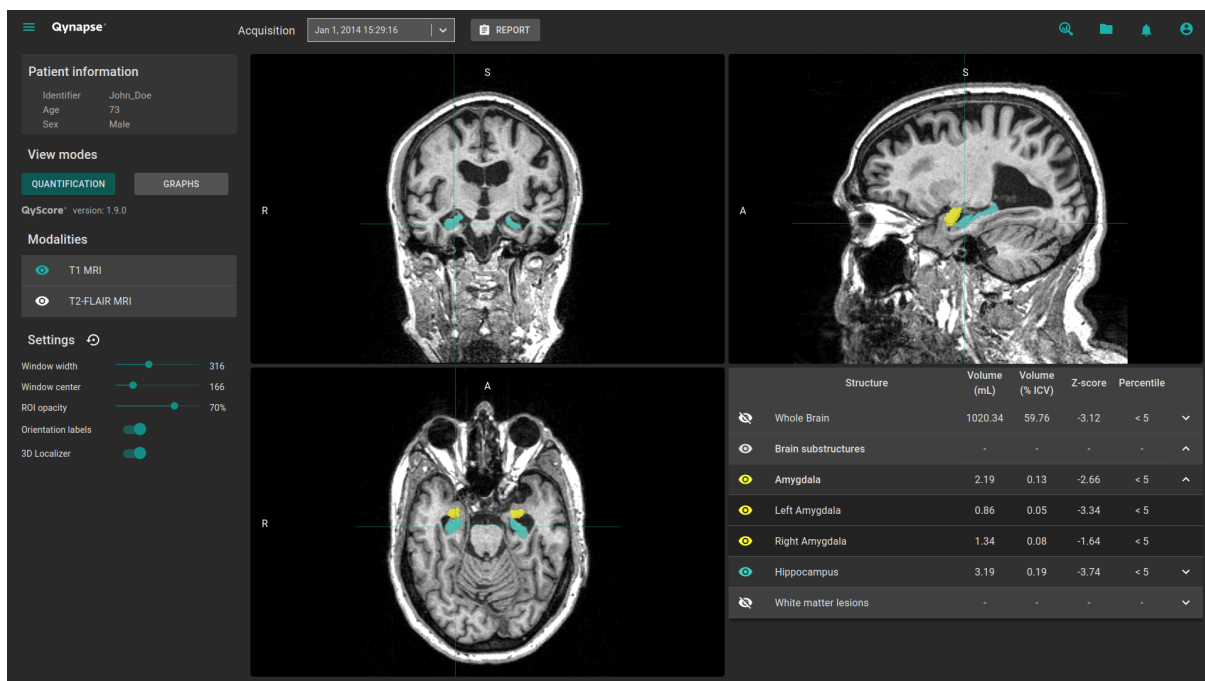 Qynapse
Acquisition
Jan 1, 2014 15:29:16
REPORT
Patient information
Identifier John_Doe
Age 73
Sex Male
View modes
QUANTIFICATION GRAPHS
QyScore version: 1.9.0
Modalities
T1 MRI
T2-FLAIR MRI
Settings
Window width 316
Window center 166
ROI opacity 70%
Orientation labels
3D Localizer
S
R
S
A
A
R
Structure Volume (mL) Volume (% ICV) Z-score Percentile
Whole Brain 1020.34 59.76 -3.12 < 5
Brain substructures - - - -
Amygdala 2.19 0.13 -2.66 < 5
Left Amygdala 0.86 0.05 -3.34 < 5
Right Amygdala 1.34 0.08 -1.64 < 5
Hippocampus 3.19 0.19 -3.74 < 5
White matter lesions - - - -